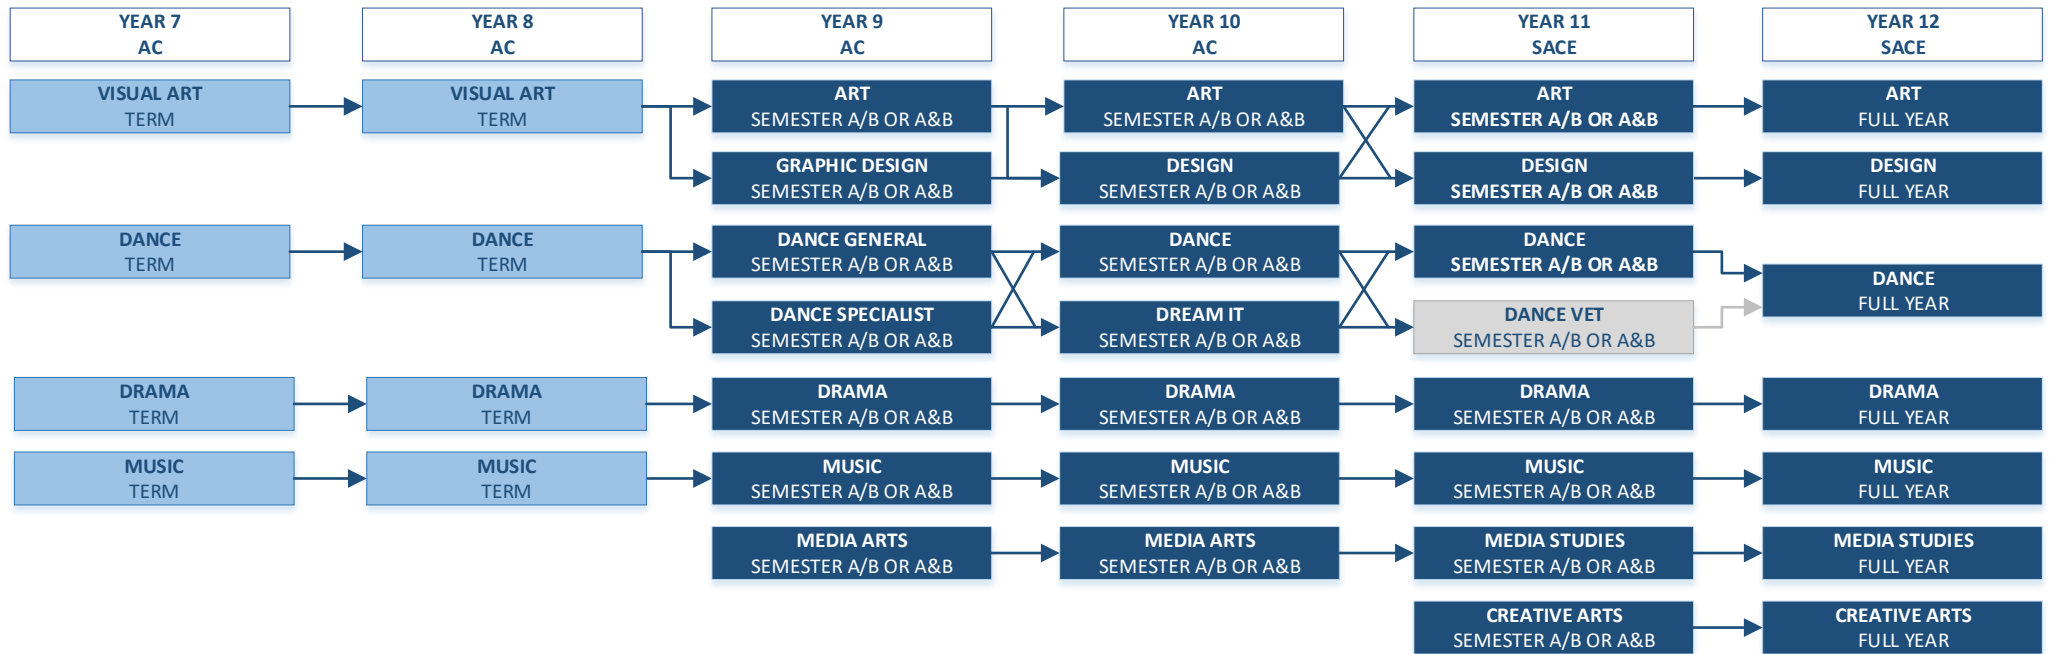 YEAR 7
AC
YEAR 8
AC
YEAR 9
AC
YEAR 10
AC
YEAR 11
SACE
YEAR 12
SACE
VISUAL ART
TERM
VISUAL ART
TERM
ART
SEMESTER A/B OR A&B
ART
SEMESTER A/B OR A&B
ART
SEMESTER A/B OR A&B
ART
FULL YEAR
GRAPHIC DESIGN
SEMESTER A/B OR A&B
DESIGN
SEMESTER A/B OR A&B
DESIGN
SEMESTER A/B OR A&B
DESIGN
FULL YEAR
DANCE
TERM
DANCE
TERM
DANCE GENERAL
SEMESTER A/B OR A&B
DANCE
SEMESTER A/B OR A&B
DANCE
SEMESTER A/B OR A&B
DANCE
FULL YEAR
DANCE SPECIALIST
SEMESTER A/B OR A&B
DREAM IT
SEMESTER A/B OR A&B
DANCE VET
SEMESTER A/B OR A&B
DRAMA
TERM
DRAMA
TERM
DRAMA
SEMESTER A/B OR A&B
DRAMA
SEMESTER A/B OR A&B
DRAMA
SEMESTER A/B OR A&B
DRAMA
FULL YEAR
MUSIC
TERM
MUSIC
TERM
MUSIC
SEMESTER A/B OR A&B
MUSIC
SEMESTER A/B OR A&B
MUSIC
SEMESTER A/B OR A&B
MUSIC
FULL YEAR
MEDIA ARTS
SEMESTER A/B OR A&B
MEDIA ARTS
SEMESTER A/B OR A&B
MEDIA STUDIES
SEMESTER A/B OR A&B
MEDIA STUDIES
FULL YEAR
CREATIVE ARTS
SEMESTER A/B OR A&B
CREATIVE ARTS
FULL YEAR